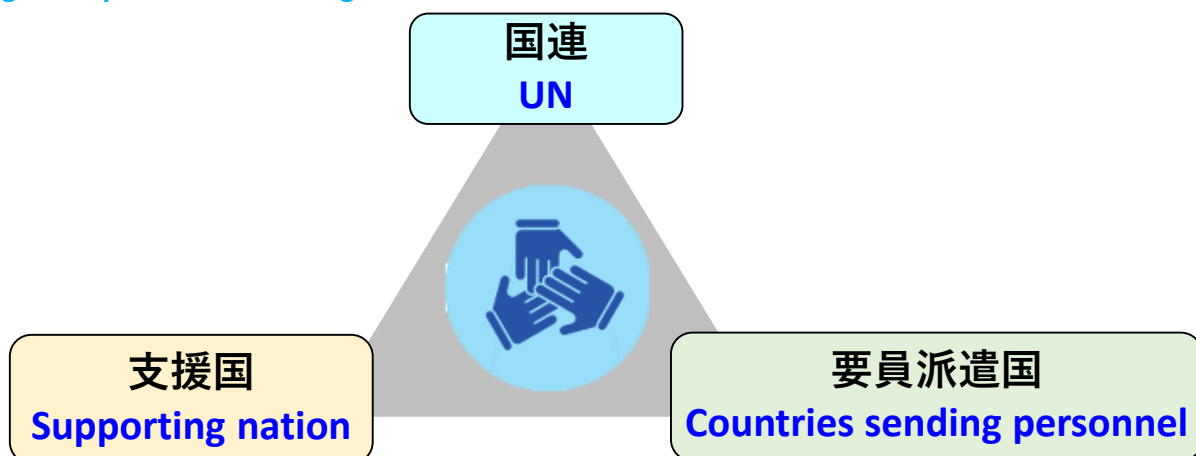 国連
UN
支援国
Supporting nation
要員派遣国
Countries sending personnel